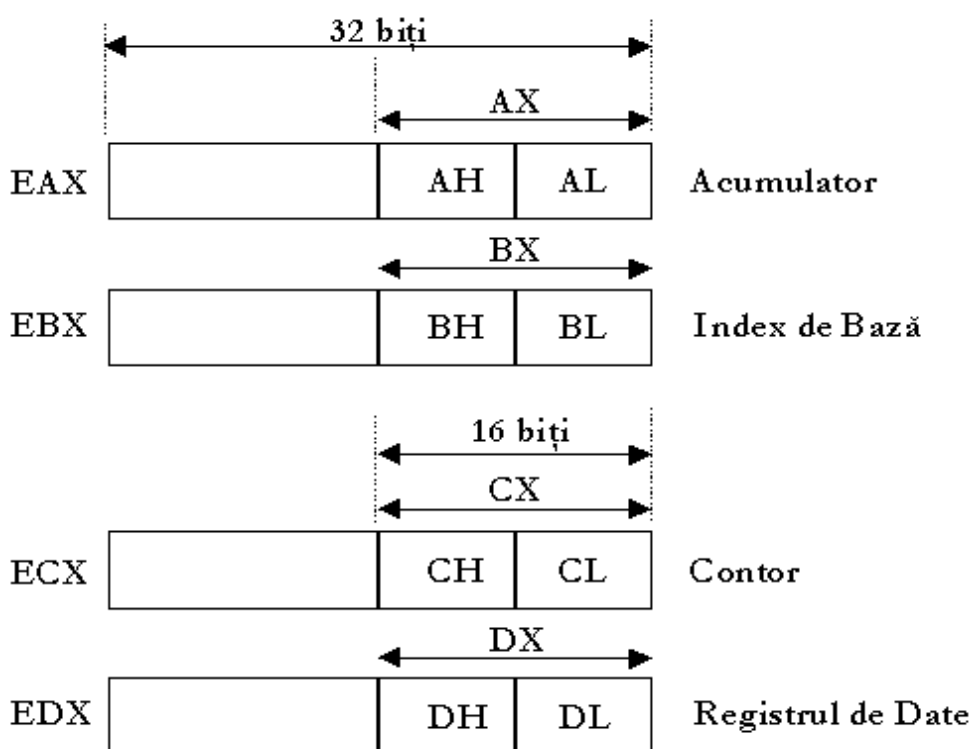 32 biți
AX
EAX AH AL Acumulator
BX
EBX BH BL Index de Bază
16 biți
CX
ECX CH CL Contor
DX
EDX DH DL Registrul de Date